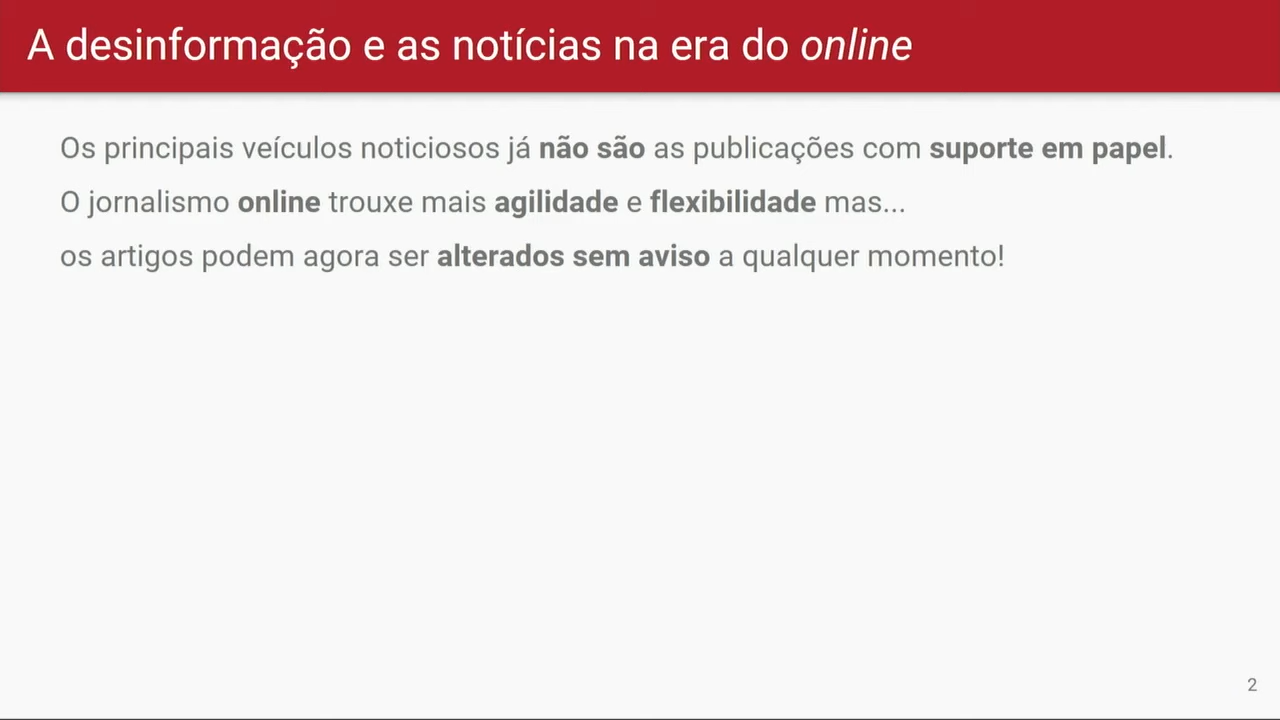 A desinformação e as notícias na era do online
Os principais veículos noticiosos já não são as publicações com suporte em papel.
O jornalismo online trouxe mais agilidade e flexibilidade mas...
os artigos podem agora ser alterados sem aviso a qualquer momento!
2